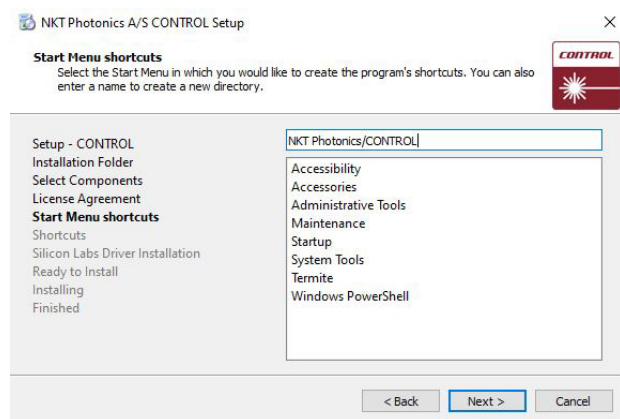 NKT Photonics A/S CONTROL Setup
Start Menu shortcuts
Select the Start Menu in which you would like to create the program's shortcuts. You can also
enter a name to create a new directory.
CONTROL
Setup - CONTROL
Installation Folder
Select Components
License Agreement
Start Menu shortcuts
Shortcuts
Silicon Labs Driver Installation
Ready to Install
Installing
Finished
NKT Photonics/CONTROL
Accessibility
Accessories
Administrative Tools
Maintenance
Startup
System Tools
Termite
Windows PowerShell
< Back
Next >
Cancel